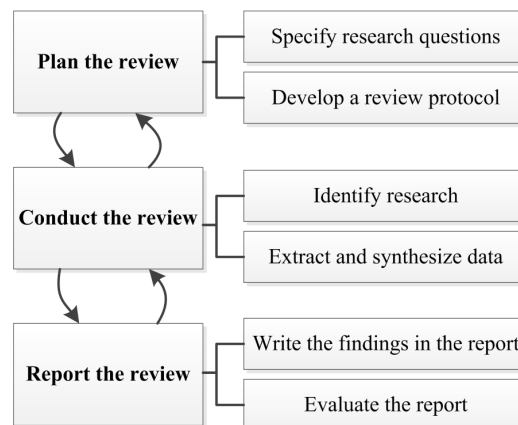 Plan the review
Specify research questions
Develop a review protocol
Conduct the review
Identify research
Extract and synthesize data
Report the review
Write the findings in the report
Evaluate the report